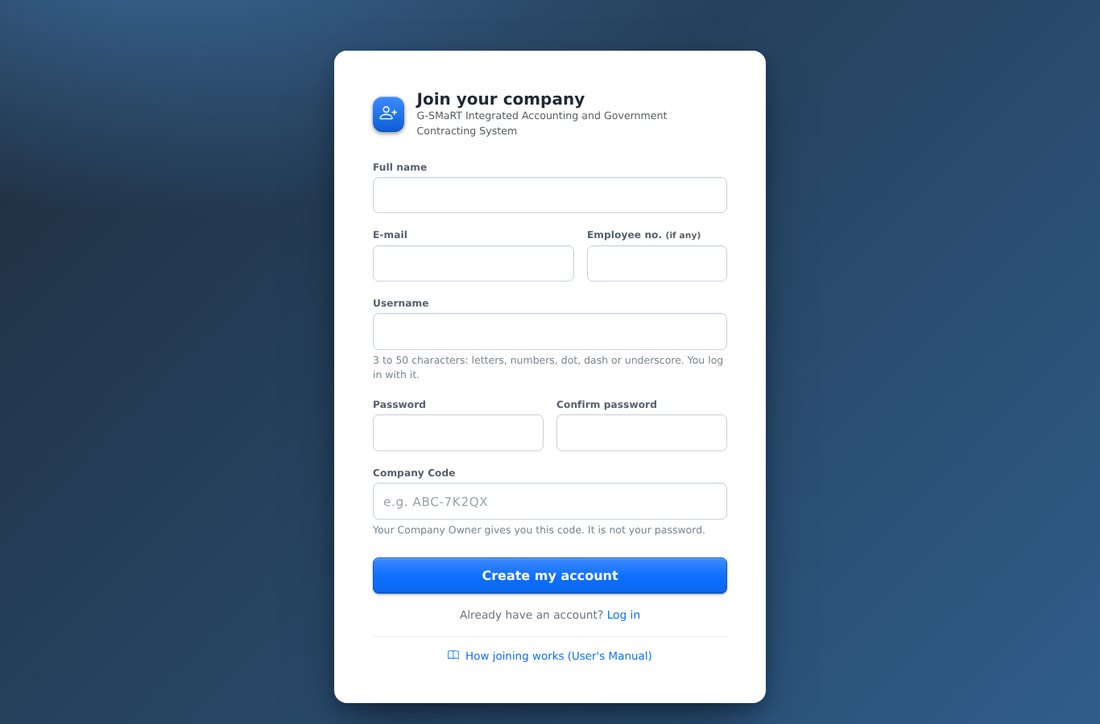 Join your company
G-SMaRT Integrated Accounting and Government
Contracting System
Full name
E-mail
Employee no. (if any)
Username
3 to 50 characters: letters, numbers, dot, dash or underscore. You log
in with it.
Password
Confirm password
Company Code
e.g. ABC-7K2QX
Your Company Owner gives you this code. It is not your password.
Create my account
Already have an account? Log in
How joining works (User's Manual)